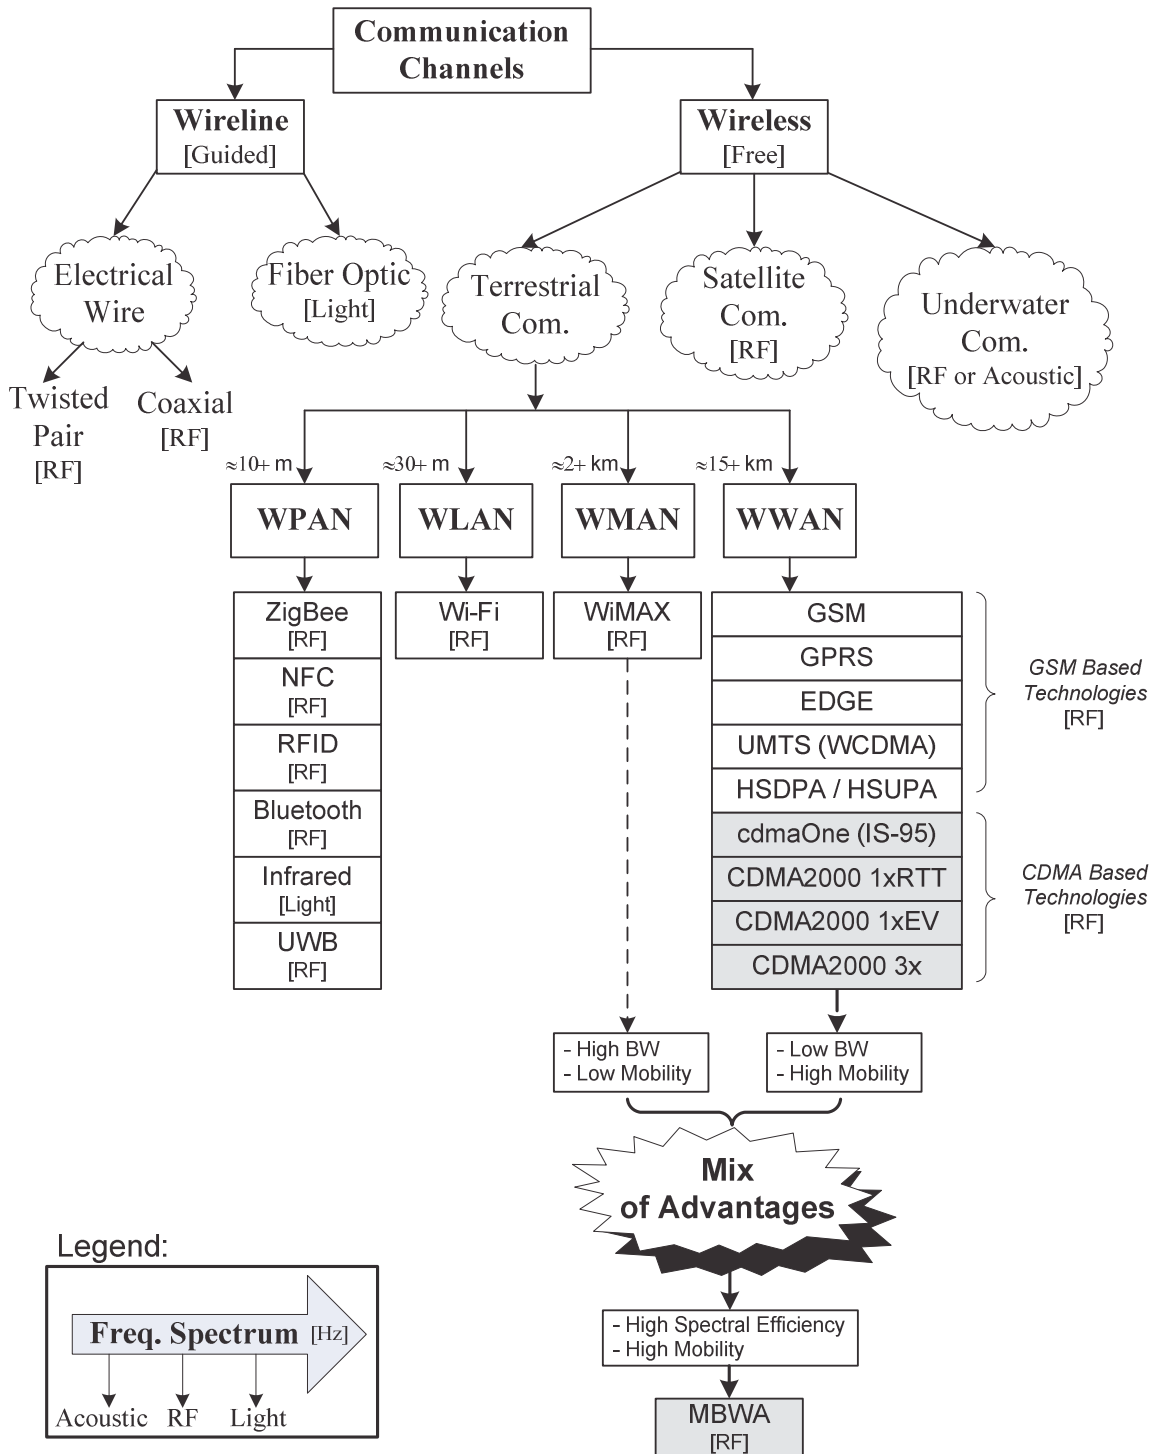 Communication
Channels
Wireline
[Guided]
Wireless
[Free]
Electrical
Wire
Fiber Optic
[Light]
Terrestrial
Com.
Satellite
Com.
[RF]
Underwater
Com.
[RF or Acoustic]
Twisted
Pair
[RF]
Coaxial
[RF]
≈10+ m
≈30+ m
≈2+ km
≈15+ km
WPAN
WLAN
WMAN
WWAN
ZigBee
[RF]
NFC
[RF]
RFID
[RF]
Bluetooth
[RF]
Infrared
[Light]
UWB
[RF]
Wi-Fi
[RF]
WiMAX
[RF]
GSM
GPRS
EDGE
UMTS (WCDMA)
HSDPA / HSUPA
cdmaOne (IS-95)
CDMA2000 1xRTT
CDMA2000 1xEV
CDMA2000 3x
GSM Based
Technologies
[RF]
CDMA Based
Technologies
[RF]
- High BW
- Low Mobility
- Low BW
- High Mobility
Mix
of Advantages
- High Spectral Efficiency
- High Mobility
MBWA
[RF]
Legend:
Freq. Spectrum [Hz]
Acoustic RF Light